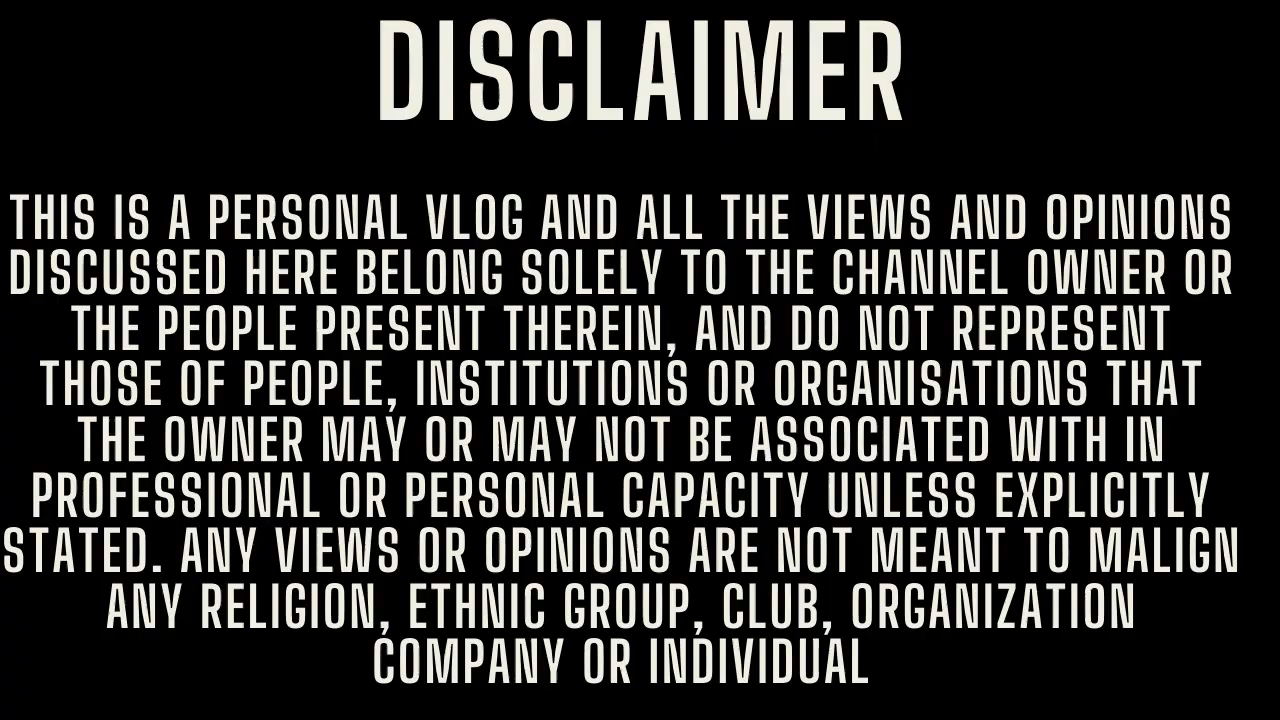 DISCLAIMER
THIS IS A PERSONAL VLOG AND ALL THE VIEWS AND OPINIONS
DISCUSSED HERE BELONG SOLELY TO THE CHANNEL OWNER OR
THE PEOPLE PRESENT THEREIN, AND DO NOT REPRESENT
THOSE OF PEOPLE, INSTITUTIONS OR ORGANISATIONS THAT
THE OWNER MAY OR MAY NOT BE ASSOCIATED WITH IN
PROFESSIONAL OR PERSONAL CAPACITY UNLESS EXPLICITLY
STATED. ANY VIEWS OR OPINIONS ARE NOT MEANT TO MALIGN
ANY RELIGION, ETHNIC GROUP, CLUB, ORGANIZATION
COMPANY OR INDIVIDUAL